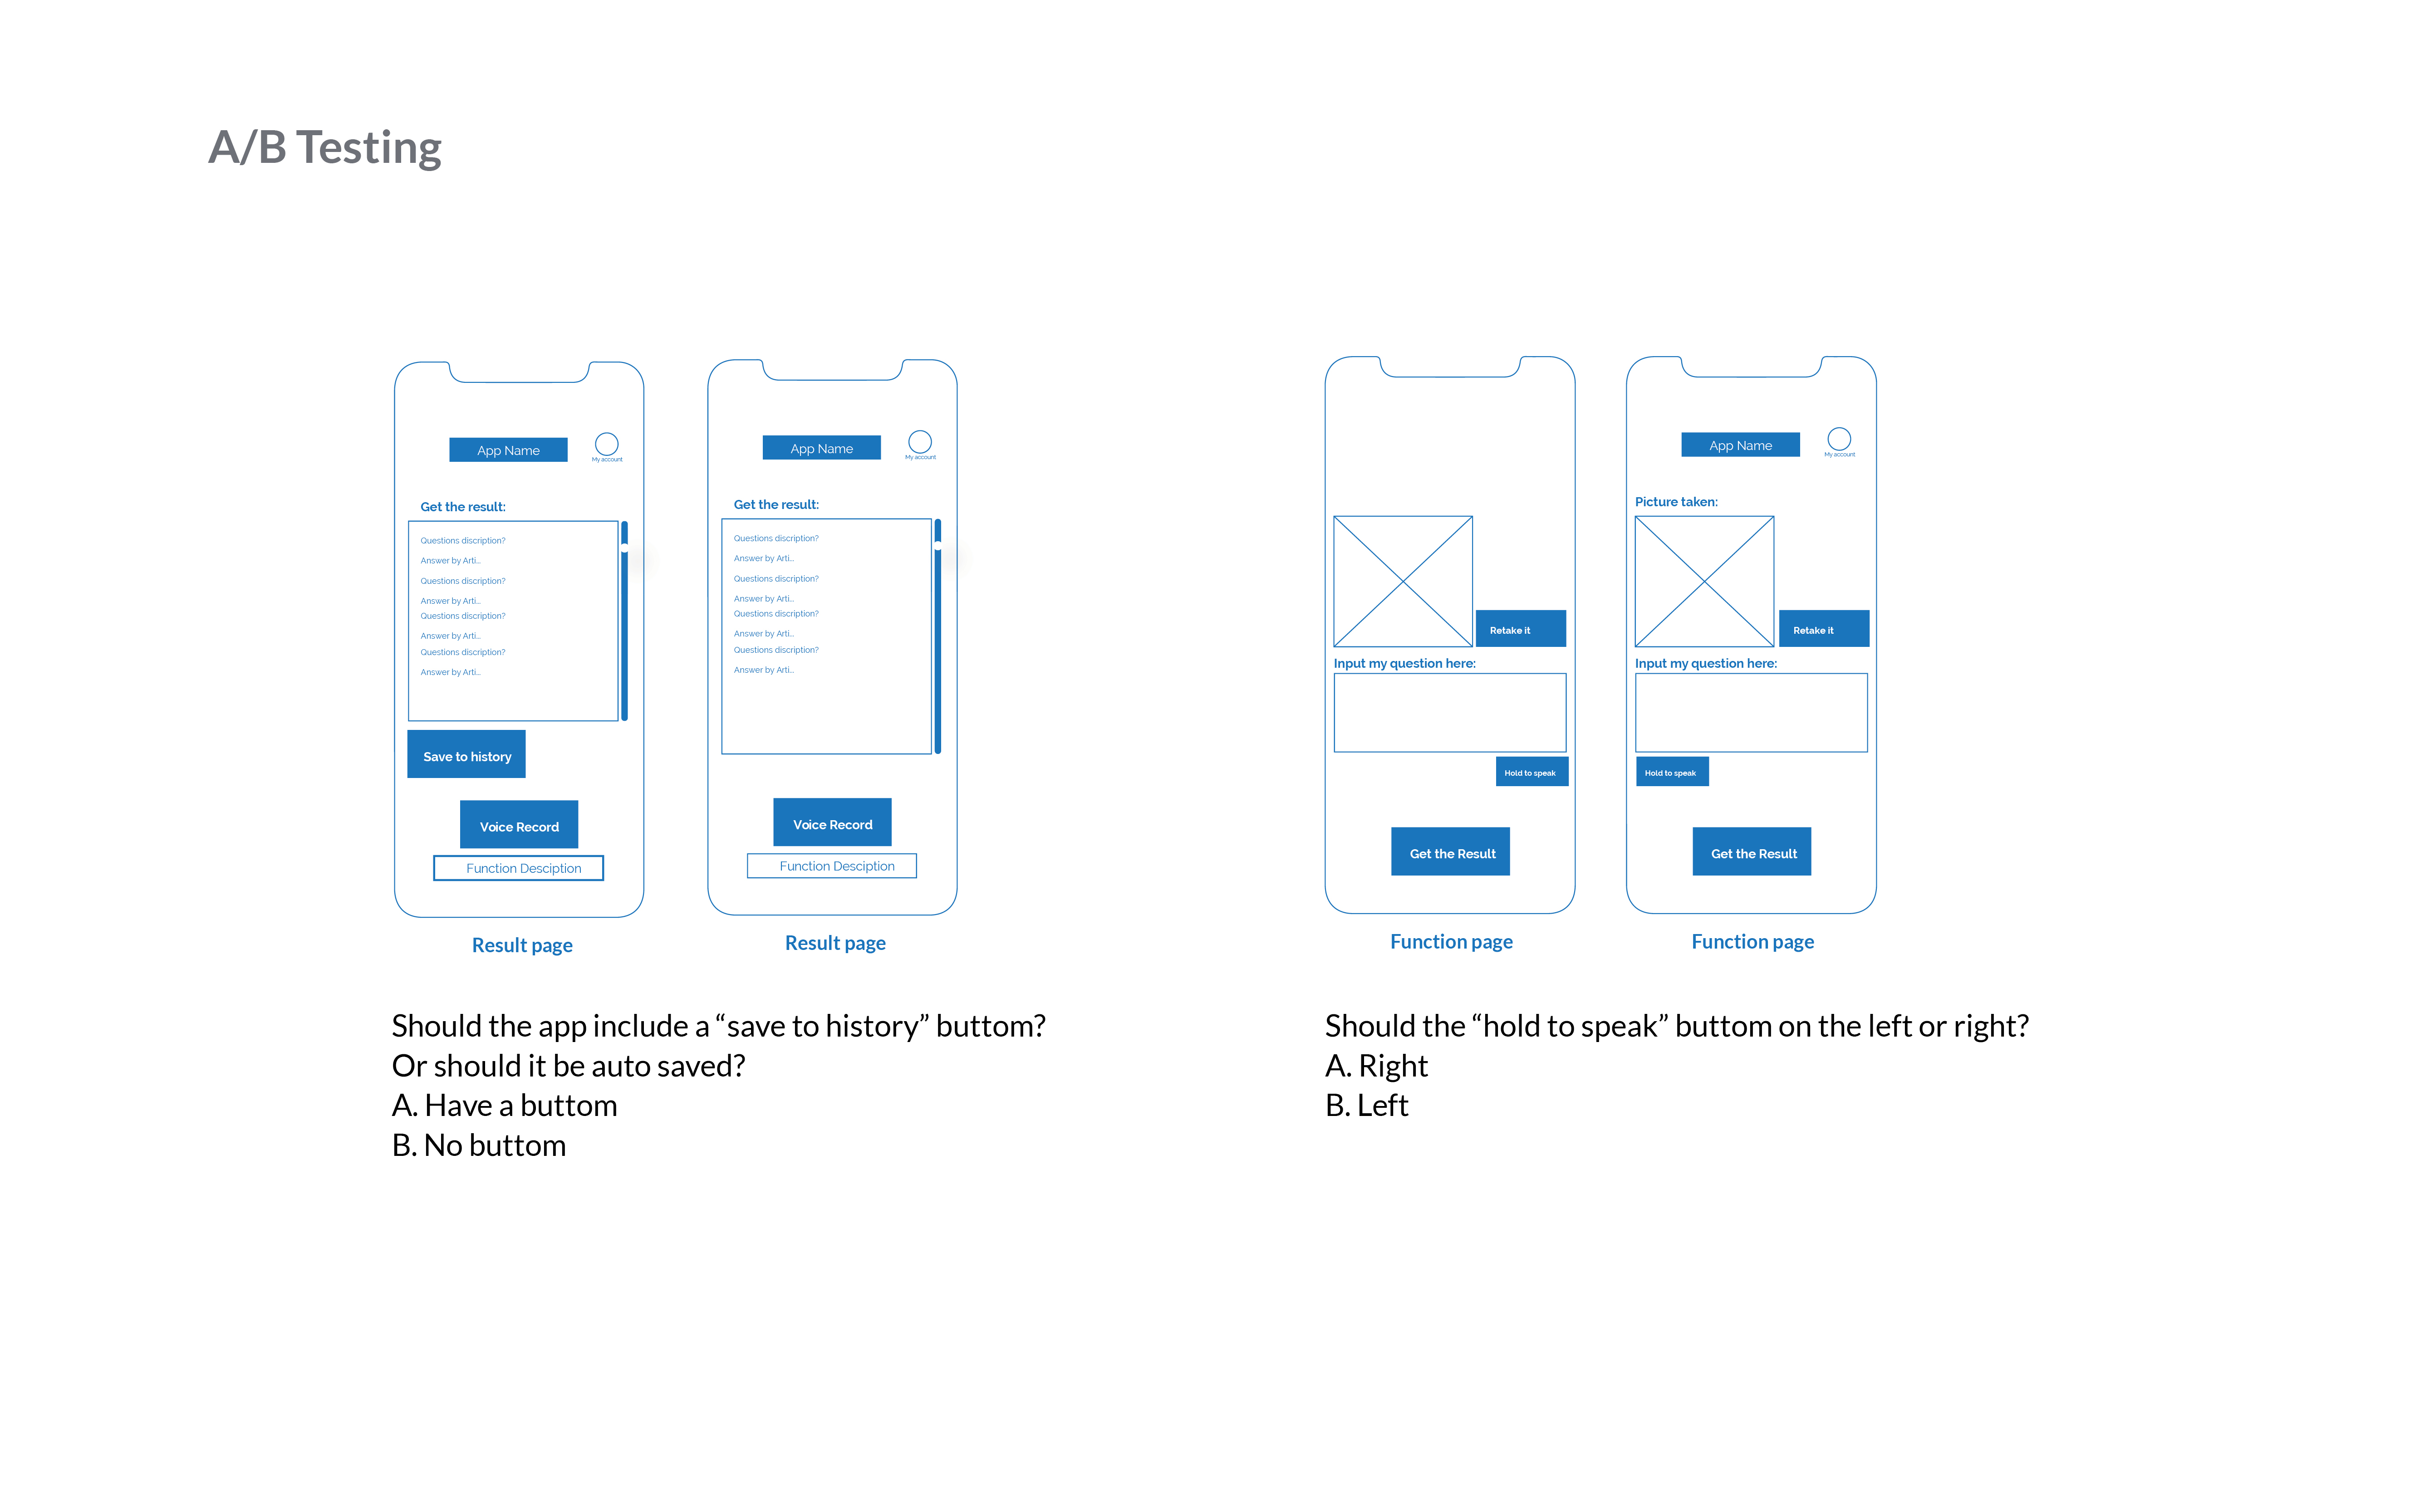 A/B Testing
App Name
My account
Get the result:
Questions discription?
Answer by Arti...
Questions discription?
Answer by Arti...
Questions discription?
Answer by Arti...
Questions discription?
Answer by Arti...
Save to history
Voice Record
Function Desciption
Result page
App Name
My account
Get the result:
Questions discription?
Answer by Arti...
Questions discription?
Answer by Arti...
Questions discription?
Answer by Arti...
Questions discription?
Answer by Arti...
Voice Record
Function Desciption
Result page
Should the app include a “save to history” buttom?
Or should it be auto saved?
A. Have a buttom
B. No buttom
Retake it
Input my question here:
Hold to speak
Get the Result
Function page
App Name
My account
Picture taken:
Retake it
Input my question here:
Hold to speak
Get the Result
Function page
Should the “hold to speak” buttom on the left or right?
A. Right
B. Left